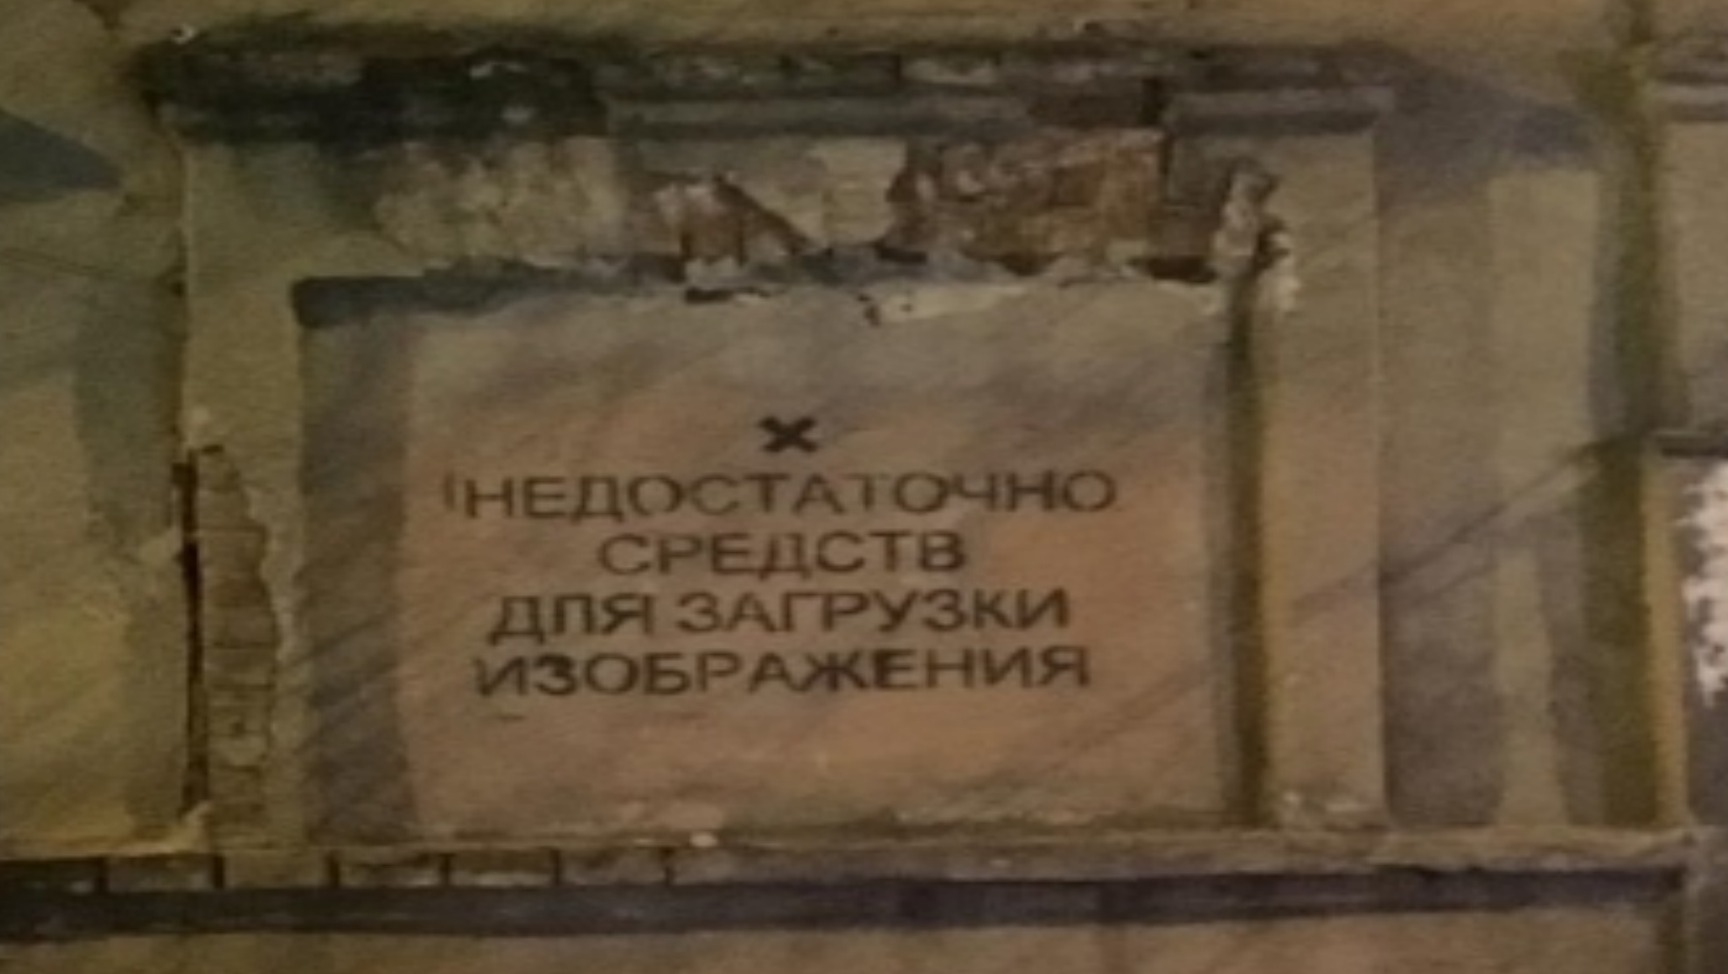 ×
НЕДОСТАТОЧНО
СРЕДСТВ
ДЛЯ ЗАГРУЗКИ
ИЗОБРАЖЕНИЯ